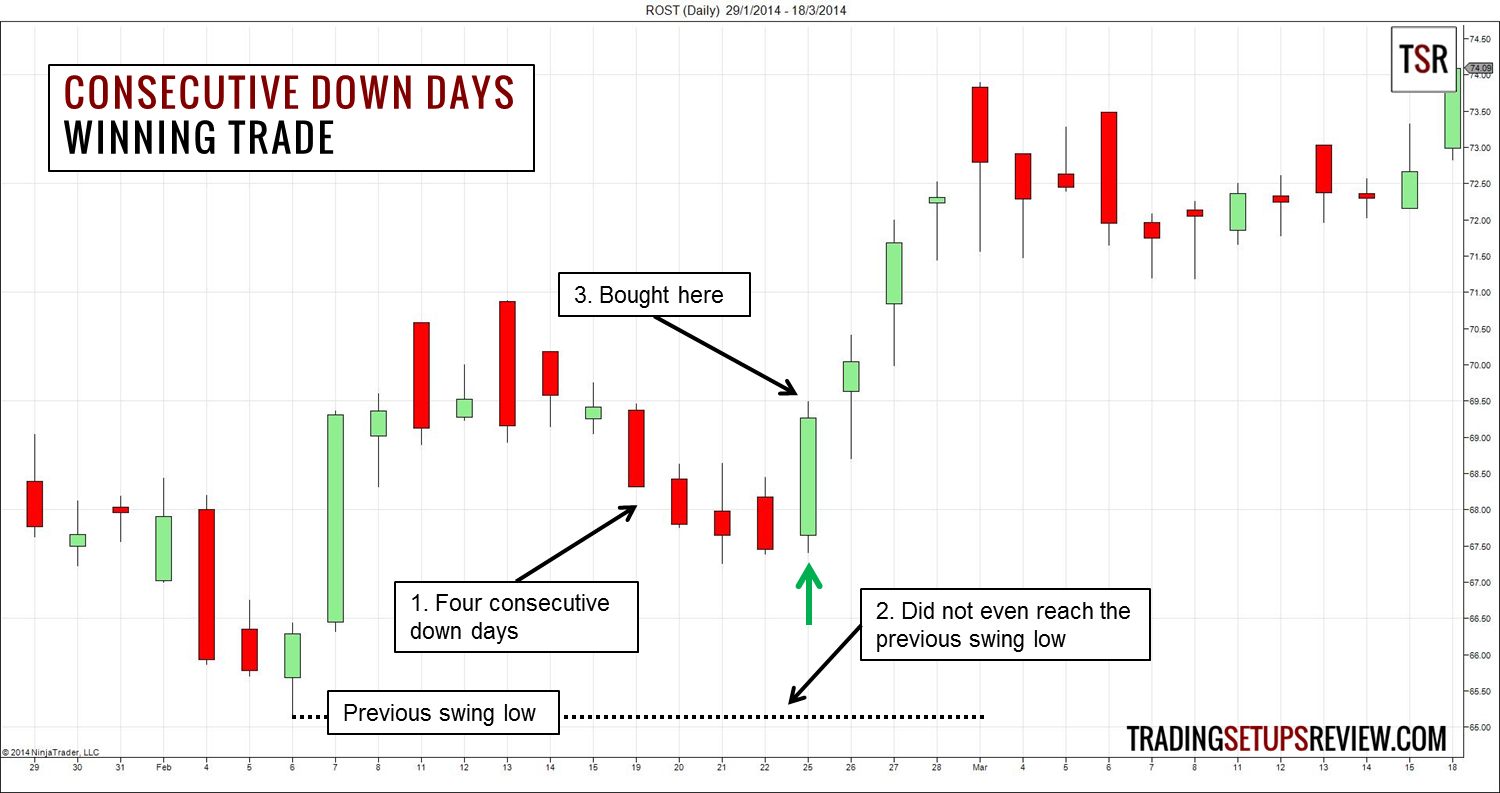 ROST (Daily) 29/1/2014 - 18/3/2014
CONSECUTIVE DOWN DAYS
WINNING TRADE
TSR
74.50
74.09
74.00
73.50
73.00
72.50
72.00
71.50
71.00
70.50
70.00
69.50
69.00
68.50
68.00
67.50
67.00
66.50
66.00
65.50
65.00
3. Bought here
1. Four consecutive
down days
2. Did not even reach the
previous swing low
Previous swing low
TRADINGSETUPSREVIEW.COM
© 2014 NinjaTrader, LLC
29 30 31 Feb 4 5 6 7 8 11 12 13 14 15 19 20 21 22 25 26 27 28 Mar 4 5 6 7 8 11 12 13 14 15 18